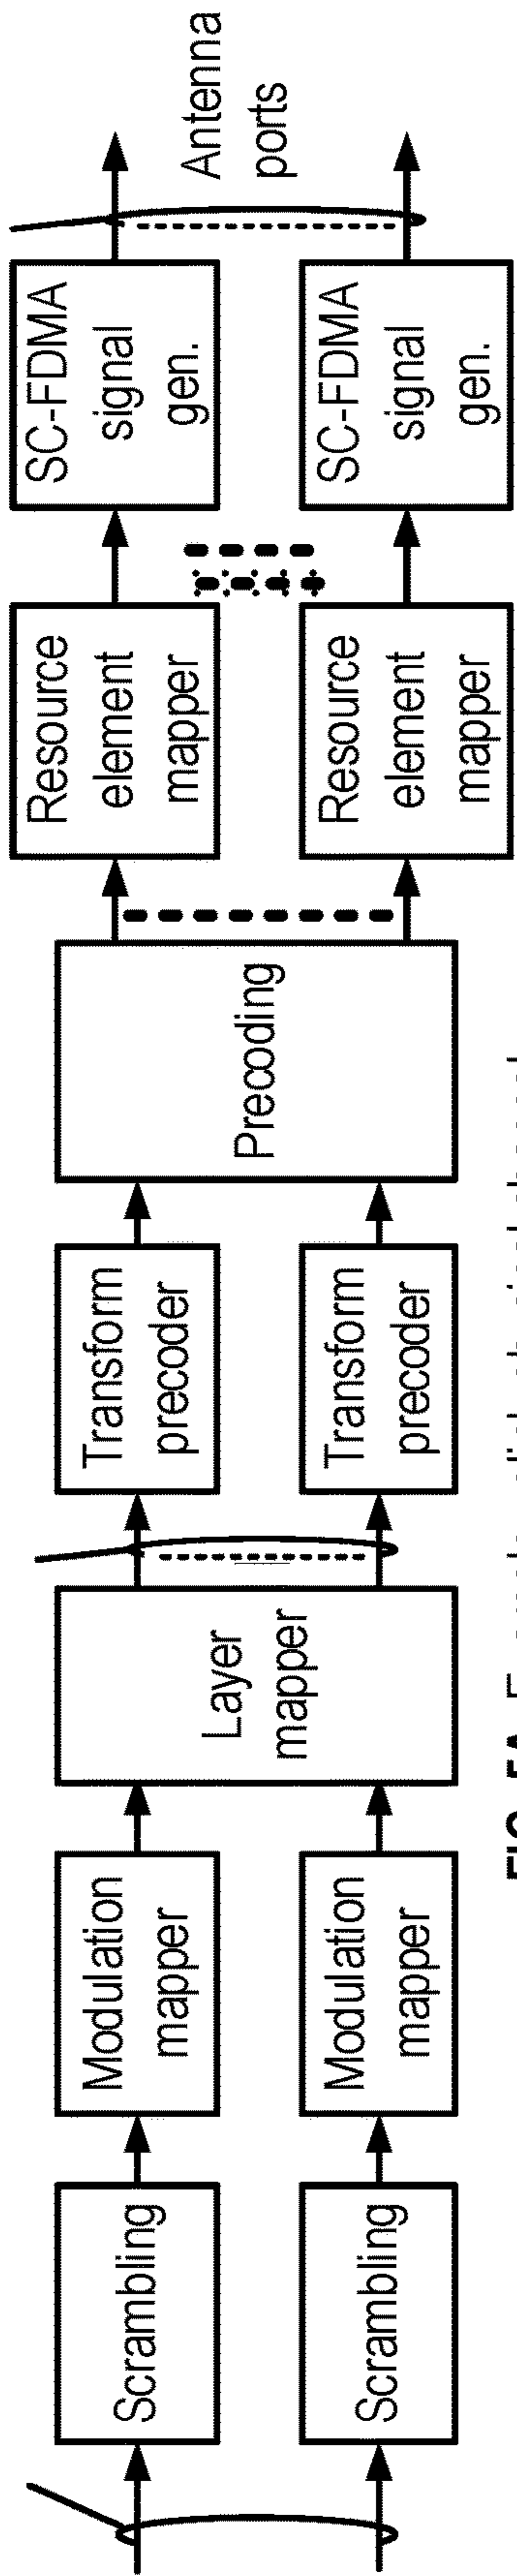 Scrambling
Scrambling
Modulation
mapper
Modulation
mapper
Layer
mapper
Transform
precoder
Transform
precoder
Precoding
Resource
element
mapper
Resource
element
mapper
SC-FDMA
signal
gen.
SC-FDMA
signal
gen.
Antenna
ports